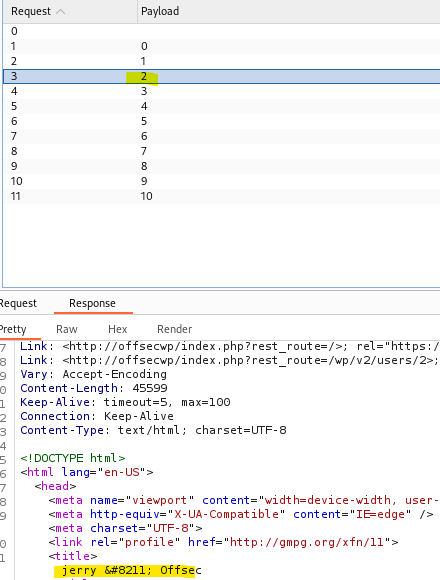 Request Payload
0
1 0
2 1
3 2
4 3
5 4
6 5
7 6
8 7
9 8
10 9
11 10
Request Response
Pretty Raw Hex Render
7 Link: <http://offsecwp/index.php?rest_route=/>; rel="https:/
8 Link: <http://offsecwp/index.php?rest_route=/wp/v2/users/2>;
9 Vary: Accept-Encoding
0 Content-Length: 45599
1 Keep-Alive: timeout=5, max=100
2 Connection: Keep-Alive
3 Content-Type: text/html; charset=UTF-8
4
5 <!DOCTYPE html>
6 <html lang="en-US">
7 <head>
8 <meta name="viewport" content="width=device-width, user-
9 <meta http-equiv="X-UA-Compatible" content="IE=edge" />
<meta charset="UTF-8">
0 <link rel="profile" href="http://gmpg.org/xfn/11">
1 <title>
jerry &#8211; Offsec